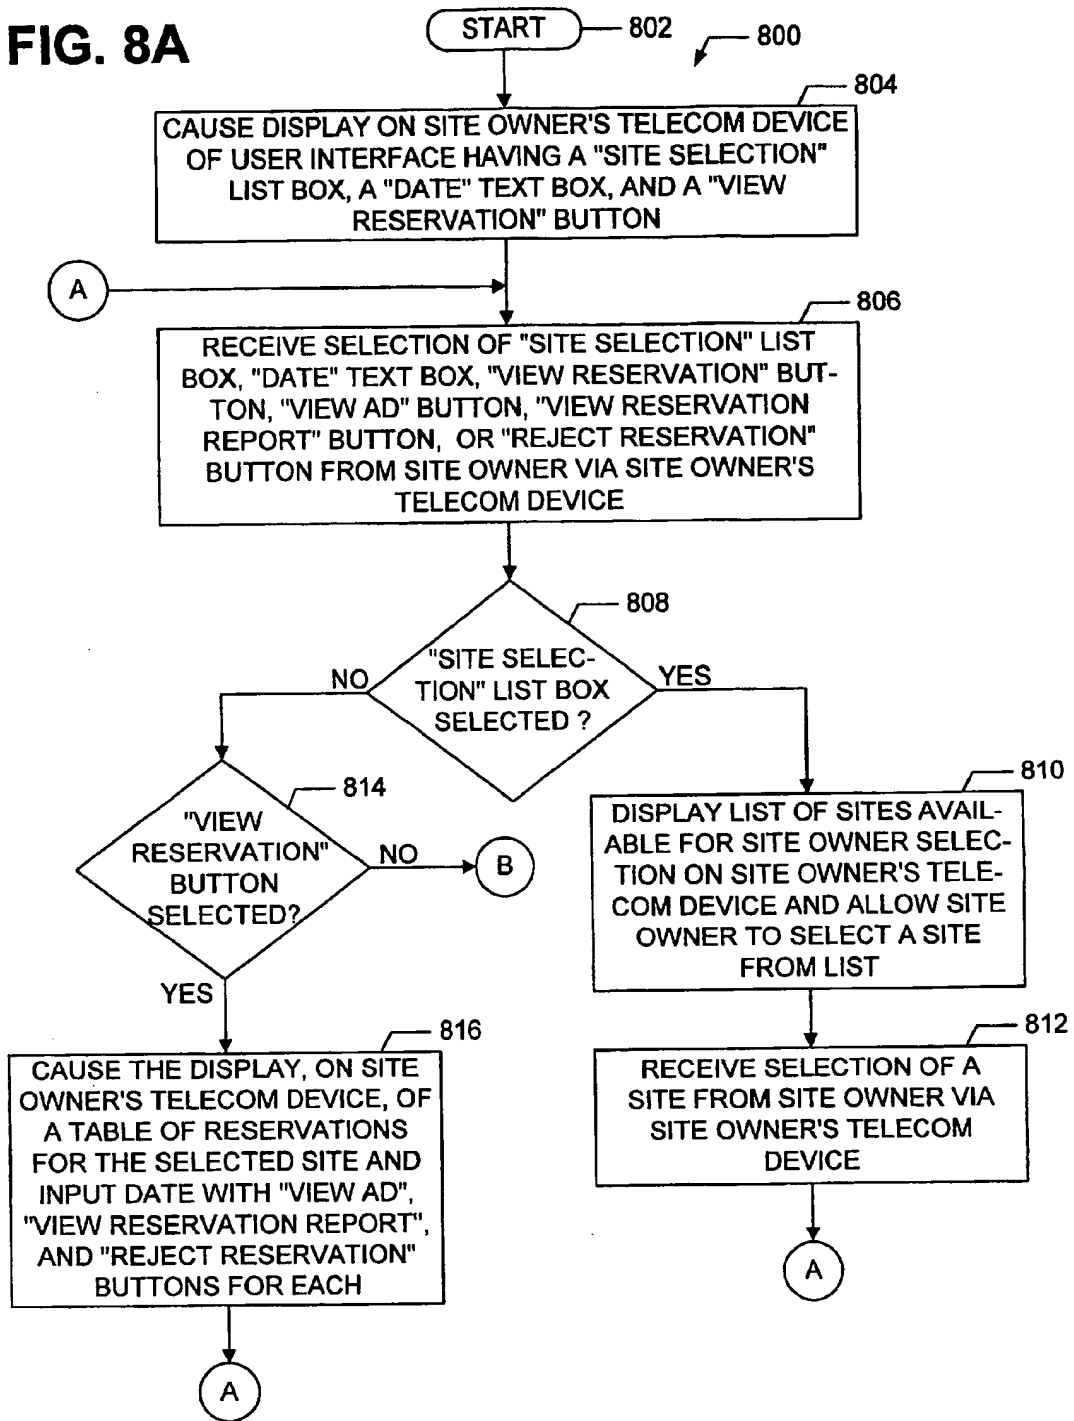 FIG. 8A
START
802
800
804
CAUSE DISPLAY ON SITE OWNER'S TELECOM DEVICE
OF USER INTERFACE HAVING A "SITE SELECTION"
LIST BOX, A "DATE" TEXT BOX, AND A "VIEW
RESERVATION" BUTTON
A
806
RECEIVE SELECTION OF "SITE SELECTION" LIST
BOX, "DATE" TEXT BOX, "VIEW RESERVATION" BUT-
TON, "VIEW AD" BUTTON, "VIEW RESERVATION
REPORT" BUTTON, OR "REJECT RESERVATION"
BUTTON FROM SITE OWNER VIA SITE OWNER'S
TELECOM DEVICE
808
"SITE SELEC-
TION" LIST BOX
SELECTED ?
NO
YES
814
"VIEW
RESERVATION"
BUTTON
SELECTED?
NO
B
YES
810
DISPLAY LIST OF SITES AVAIL-
ABLE FOR SITE OWNER SELEC-
TION ON SITE OWNER'S TELE-
COM DEVICE AND ALLOW SITE
OWNER TO SELECT A SITE
FROM LIST
816
CAUSE THE DISPLAY, ON SITE
OWNER'S TELECOM DEVICE, OF
A TABLE OF RESERVATIONS
FOR THE SELECTED SITE AND
INPUT DATE WITH "VIEW AD",
"VIEW RESERVATION REPORT",
AND "REJECT RESERVATION"
BUTTONS FOR EACH
A
812
RECEIVE SELECTION OF A
SITE FROM SITE OWNER VIA
SITE OWNER'S TELECOM
DEVICE
A